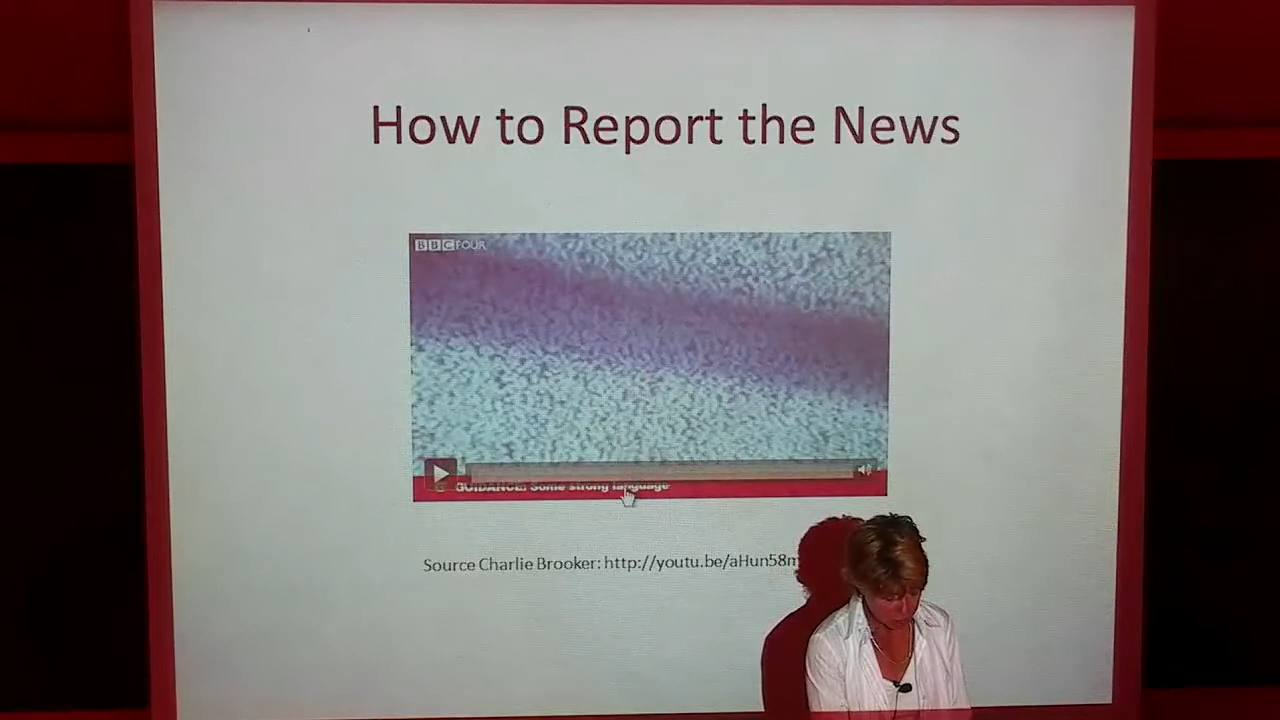 How to Report the News
BBC FOUR
GUIDANCE: Some strong language
Source Charlie Brooker: http://youtu.be/aHun58m